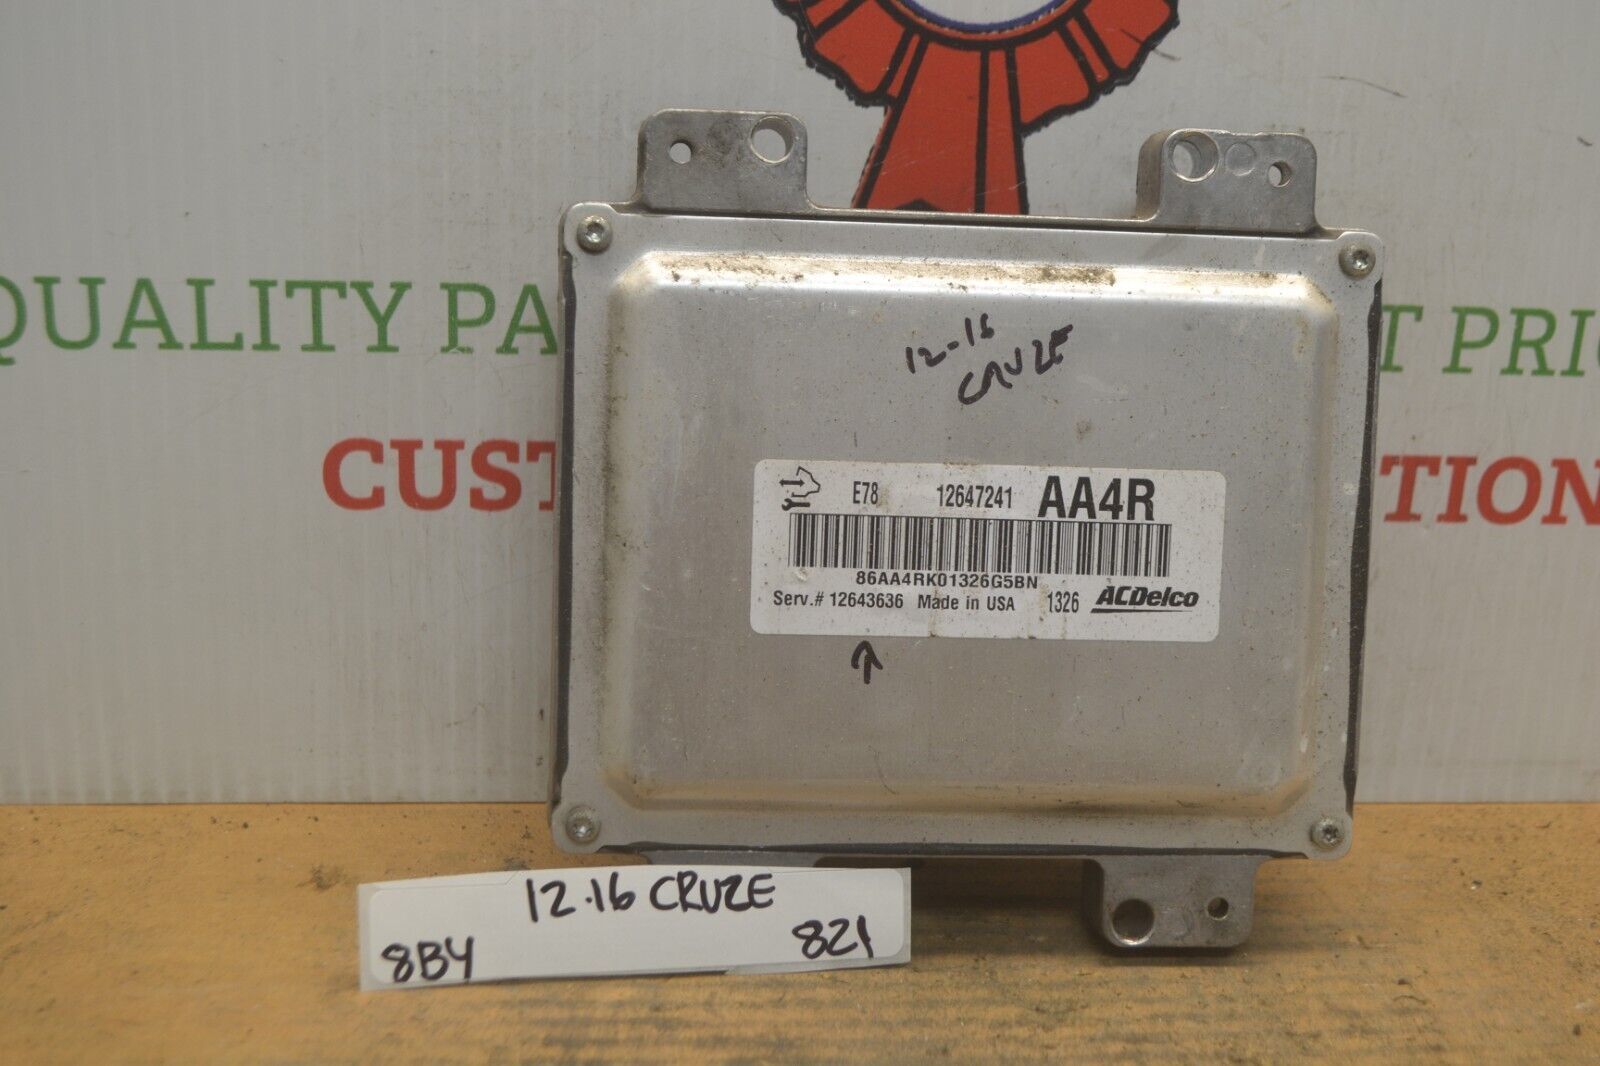 QUALITY PA T PRI
CUST TION
12-16
CRUZE
E78 12647241 AA4R
86AA4RK01326G5BN
Serv.# 12643636 Made in USA 1326 ACDelco
12.16 CRUZE
8B4 821